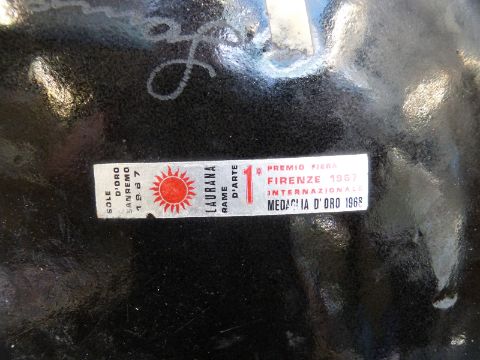 SOLE
D'ORO
SANREMO
1967
LAURANA
RAME
D'ARTE
1°
PREMIO FIERA
FIRENZE 1967
INTERNAZIONALE
MEDAGLIA D'ORO 1968